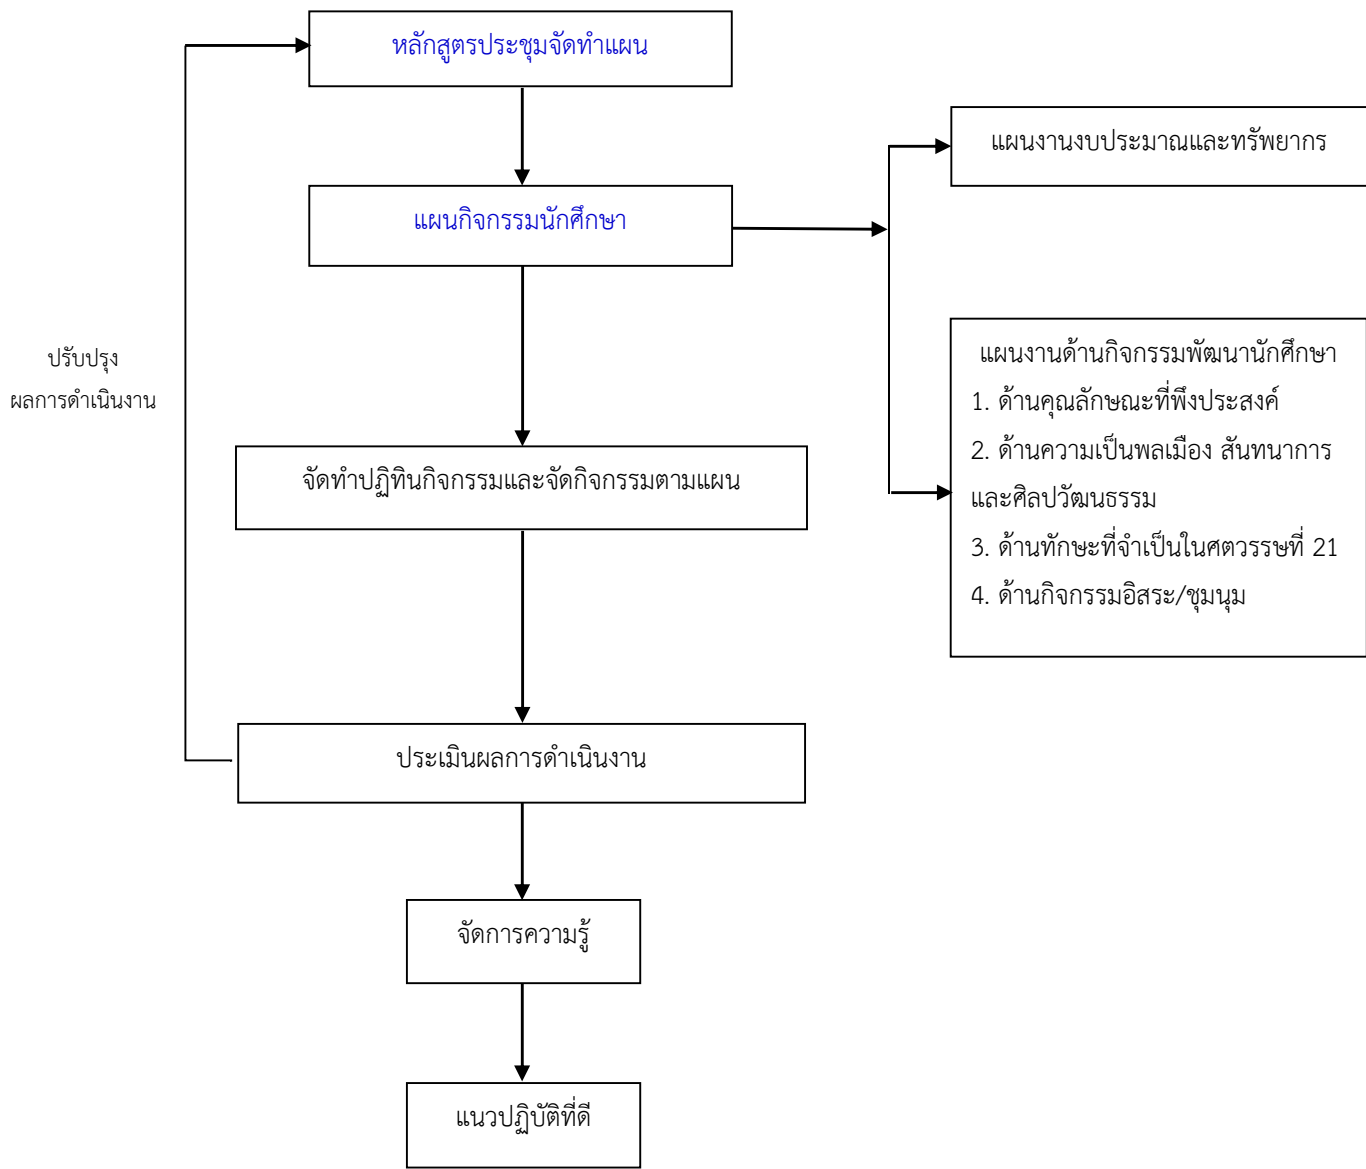 หลักสูตรประชุมจัดทำแผน
แผนงานงบประมาณและทรัพยากร
แผนกิจกรรมนักศึกษา
แผนงานด้านกิจกรรมพัฒนานักศึกษา
1. ด้านคุณลักษณะที่พึงประสงค์
2. ด้านความเป็นพลเมือง สันทนาการ
และศิลปวัฒนธรรม
3. ด้านทักษะที่จำเป็นในศตวรรษที่ 21
4. ด้านกิจกรรมอิสระ/ชุมนุม
ปรับปรุง
ผลการดำเนินงาน
จัดทำปฏิทินกิจกรรมและจัดกิจกรรมตามแผน
ประเมินผลการดำเนินงาน
จัดการความรู้
แนวปฏิบัติที่ดี